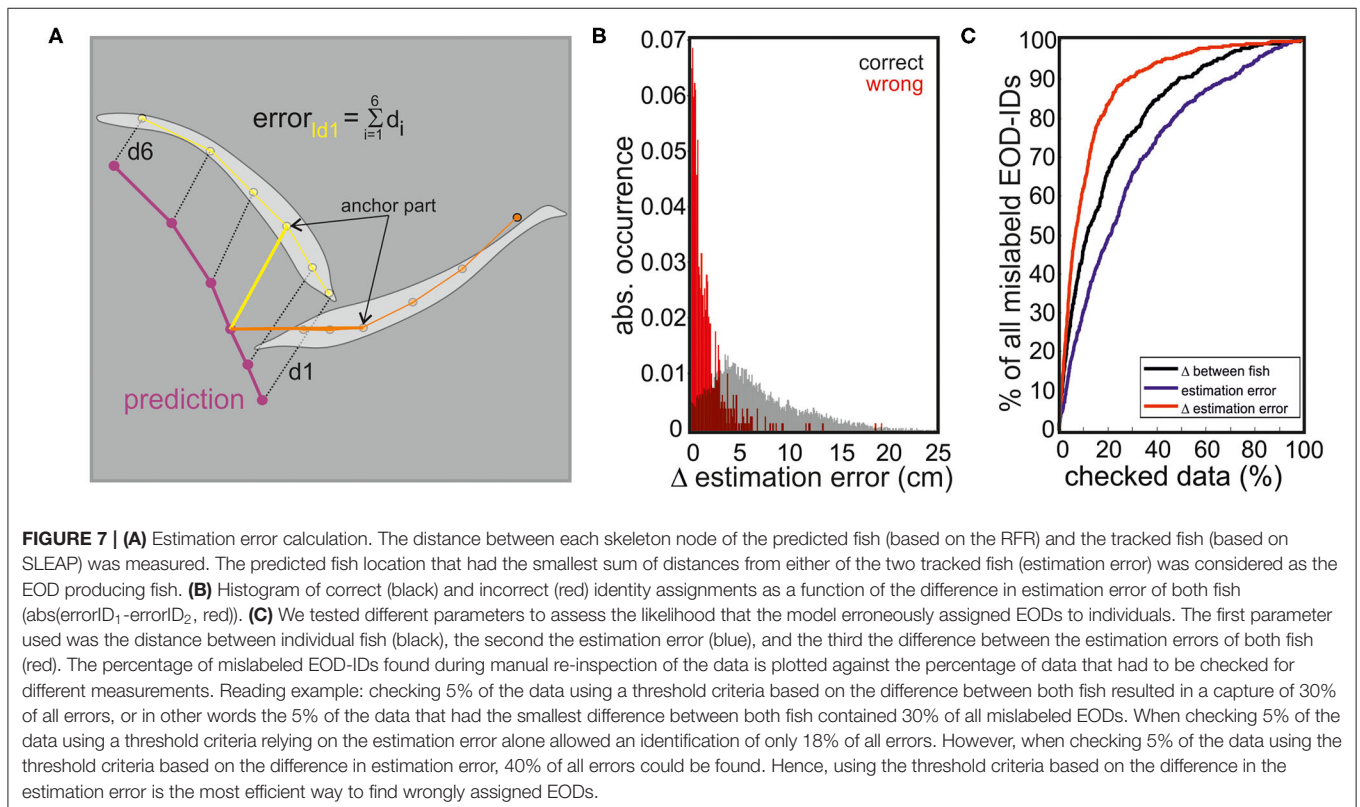 A
error Id1 = 6 Σ i=1 d i
d6
anchor part
d1
prediction
B
0.07
0.06
0.05
0.04
0.03
0.02
0.01
0
abs. occurrence
correct
wrong
0 5 10 15 20 25
Δ estimation error (cm)
C
100
90
80
70
60
50
40
30
20
10
0
% of all mislabeled EOD-IDs
Δ between fish
estimation error
Δ estimation error
0 20 40 60 80 100
checked data (%)
FIGURE 7 | (A) Estimation error calculation. The distance between each skeleton node of the predicted fish (based on the RFR) and the tracked fish (based on
SLEAP) was measured. The predicted fish location that had the smallest sum of distances from either of the two tracked fish (estimation error) was considered as the
EOD producing fish. (B) Histogram of correct (black) and incorrect (red) identity assignments as a function of the difference in estimation error of both fish
(abs(errorID₁-errorID₂, red)). (C) We tested different parameters to assess the likelihood that the model erroneously assigned EODs to individuals. The first parameter
used was the distance between individual fish (black), the second the estimation error (blue), and the third the difference between the estimation errors of both fish
(red). The percentage of mislabeled EOD-IDs found during manual re-inspection of the data is plotted against the percentage of data that had to be checked for
different measurements. Reading example: checking 5% of the data using a threshold criteria based on the difference between both fish resulted in a capture of 30%
of all errors, or in other words the 5% of the data that had the smallest difference between both fish contained 30% of all mislabeled EODs. When checking 5% of the
data using a threshold criteria relying on the estimation error alone allowed an identification of only 18% of all errors. However, when checking 5% of the data using the
threshold criteria based on the difference in estimation error, 40% of all errors could be found. Hence, using the threshold criteria based on the difference in the
estimation error is the most efficient way to find wrongly assigned EODs.